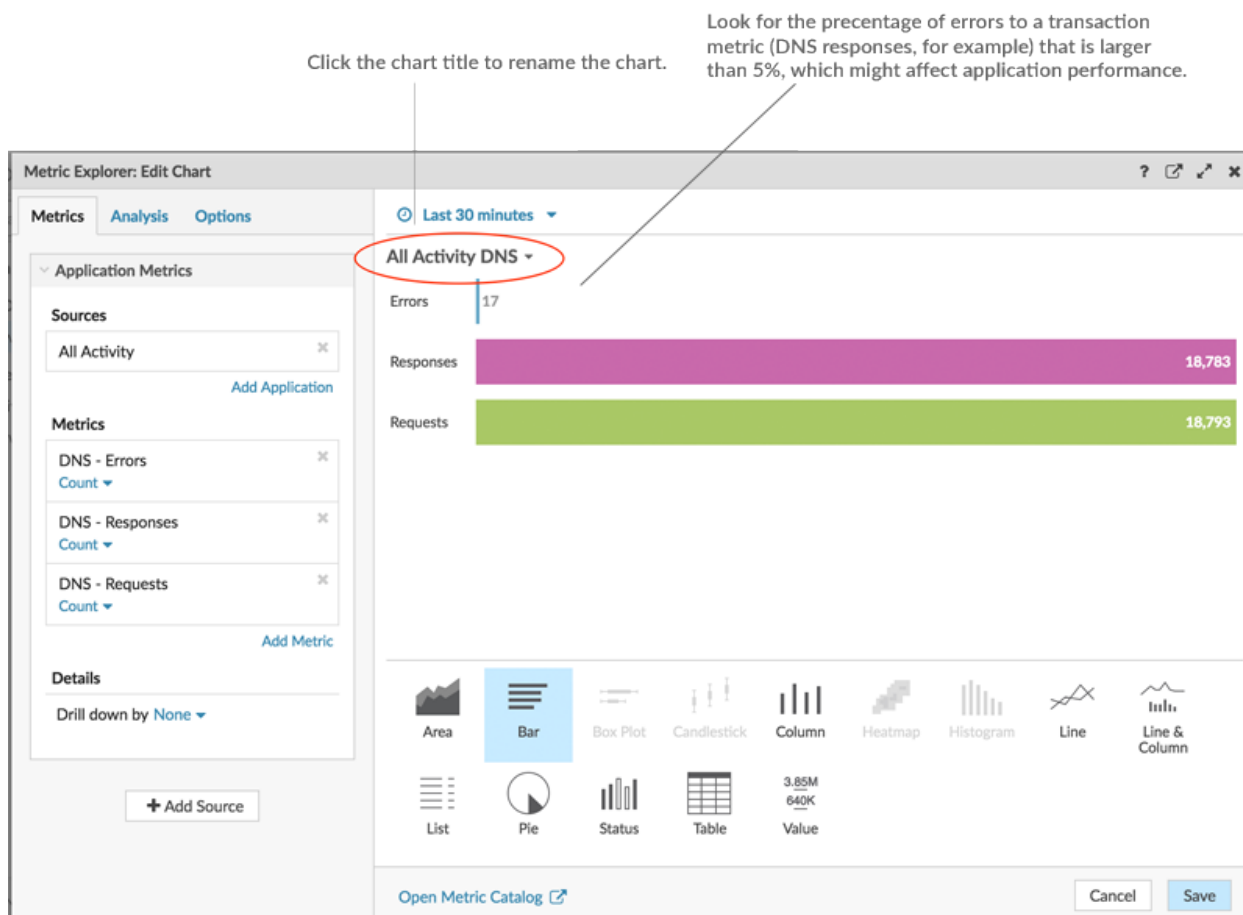 Look for the precentage of errors to a transaction
metric (DNS responses, for example) that is larger
than 5%, which might affect application performance.
Click the chart title to rename the chart.
Metric Explorer: Edit Chart
?
Metrics Analysis Options
Last 30 minutes
Application Metrics
Sources
All Activity
Add Application
Metrics
DNS - Errors
Count
DNS - Responses
Count
DNS - Requests
Count
Add Metric
Details
Drill down by None
+ Add Source
All Activity DNS
Errors 17
Responses 18,783
Requests 18,793
Area Bar Box Plot Candlestick Column Heatmap Histogram Line Line &
Column
3.85M
640K
List Pie Status Table Value
Open Metric Catalog
Cancel Save